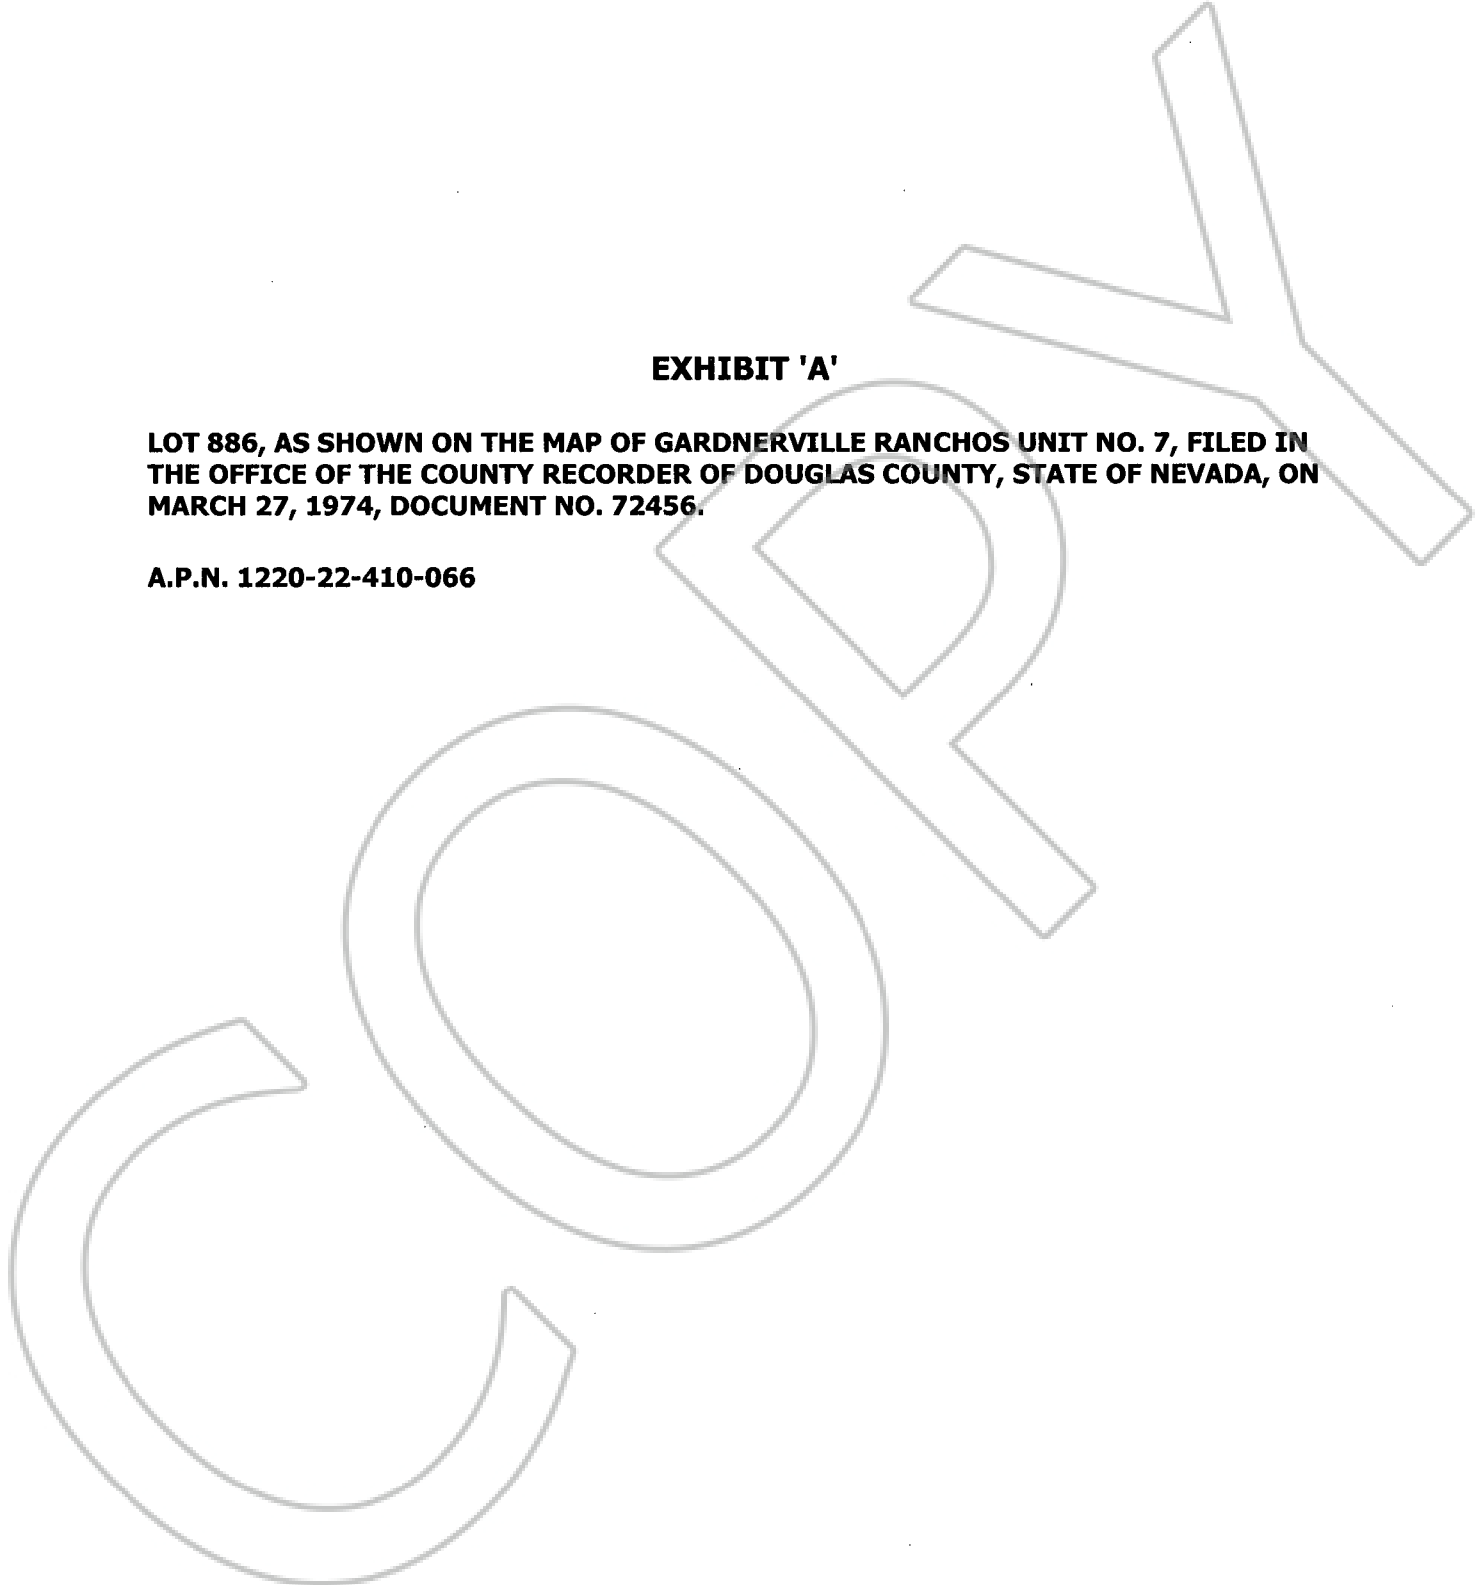 EXHIBIT 'A'
LOT 886, AS SHOWN ON THE MAP OF GARDNERVILLE RANCHOS UNIT NO. 7, FILED IN
THE OFFICE OF THE COUNTY RECORDER OF DOUGLAS COUNTY, STATE OF NEVADA, ON
MARCH 27, 1974, DOCUMENT NO. 72456.
A.P.N. 1220-22-410-066
COPY